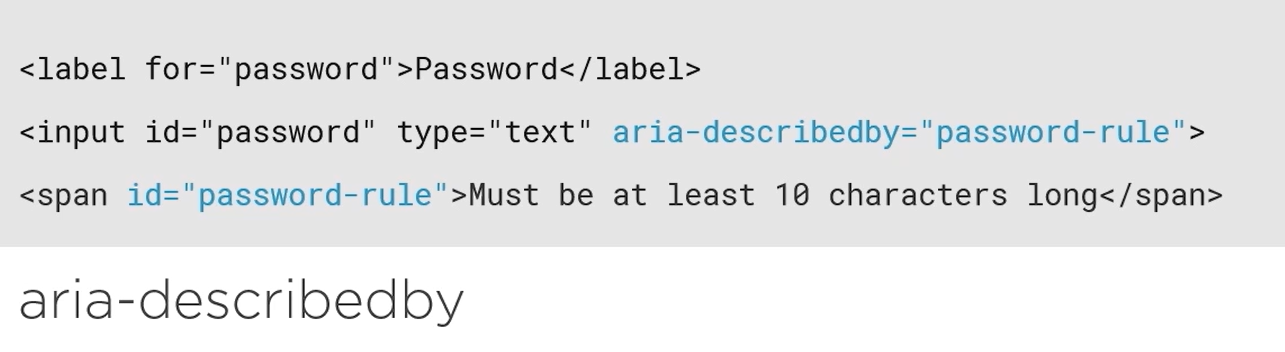 <label for="password">Password</label>
<input id="password" type="text" aria-describedby="password-rule">
<span id="password-rule">Must be at least 10 characters long</span>
aria-describedby